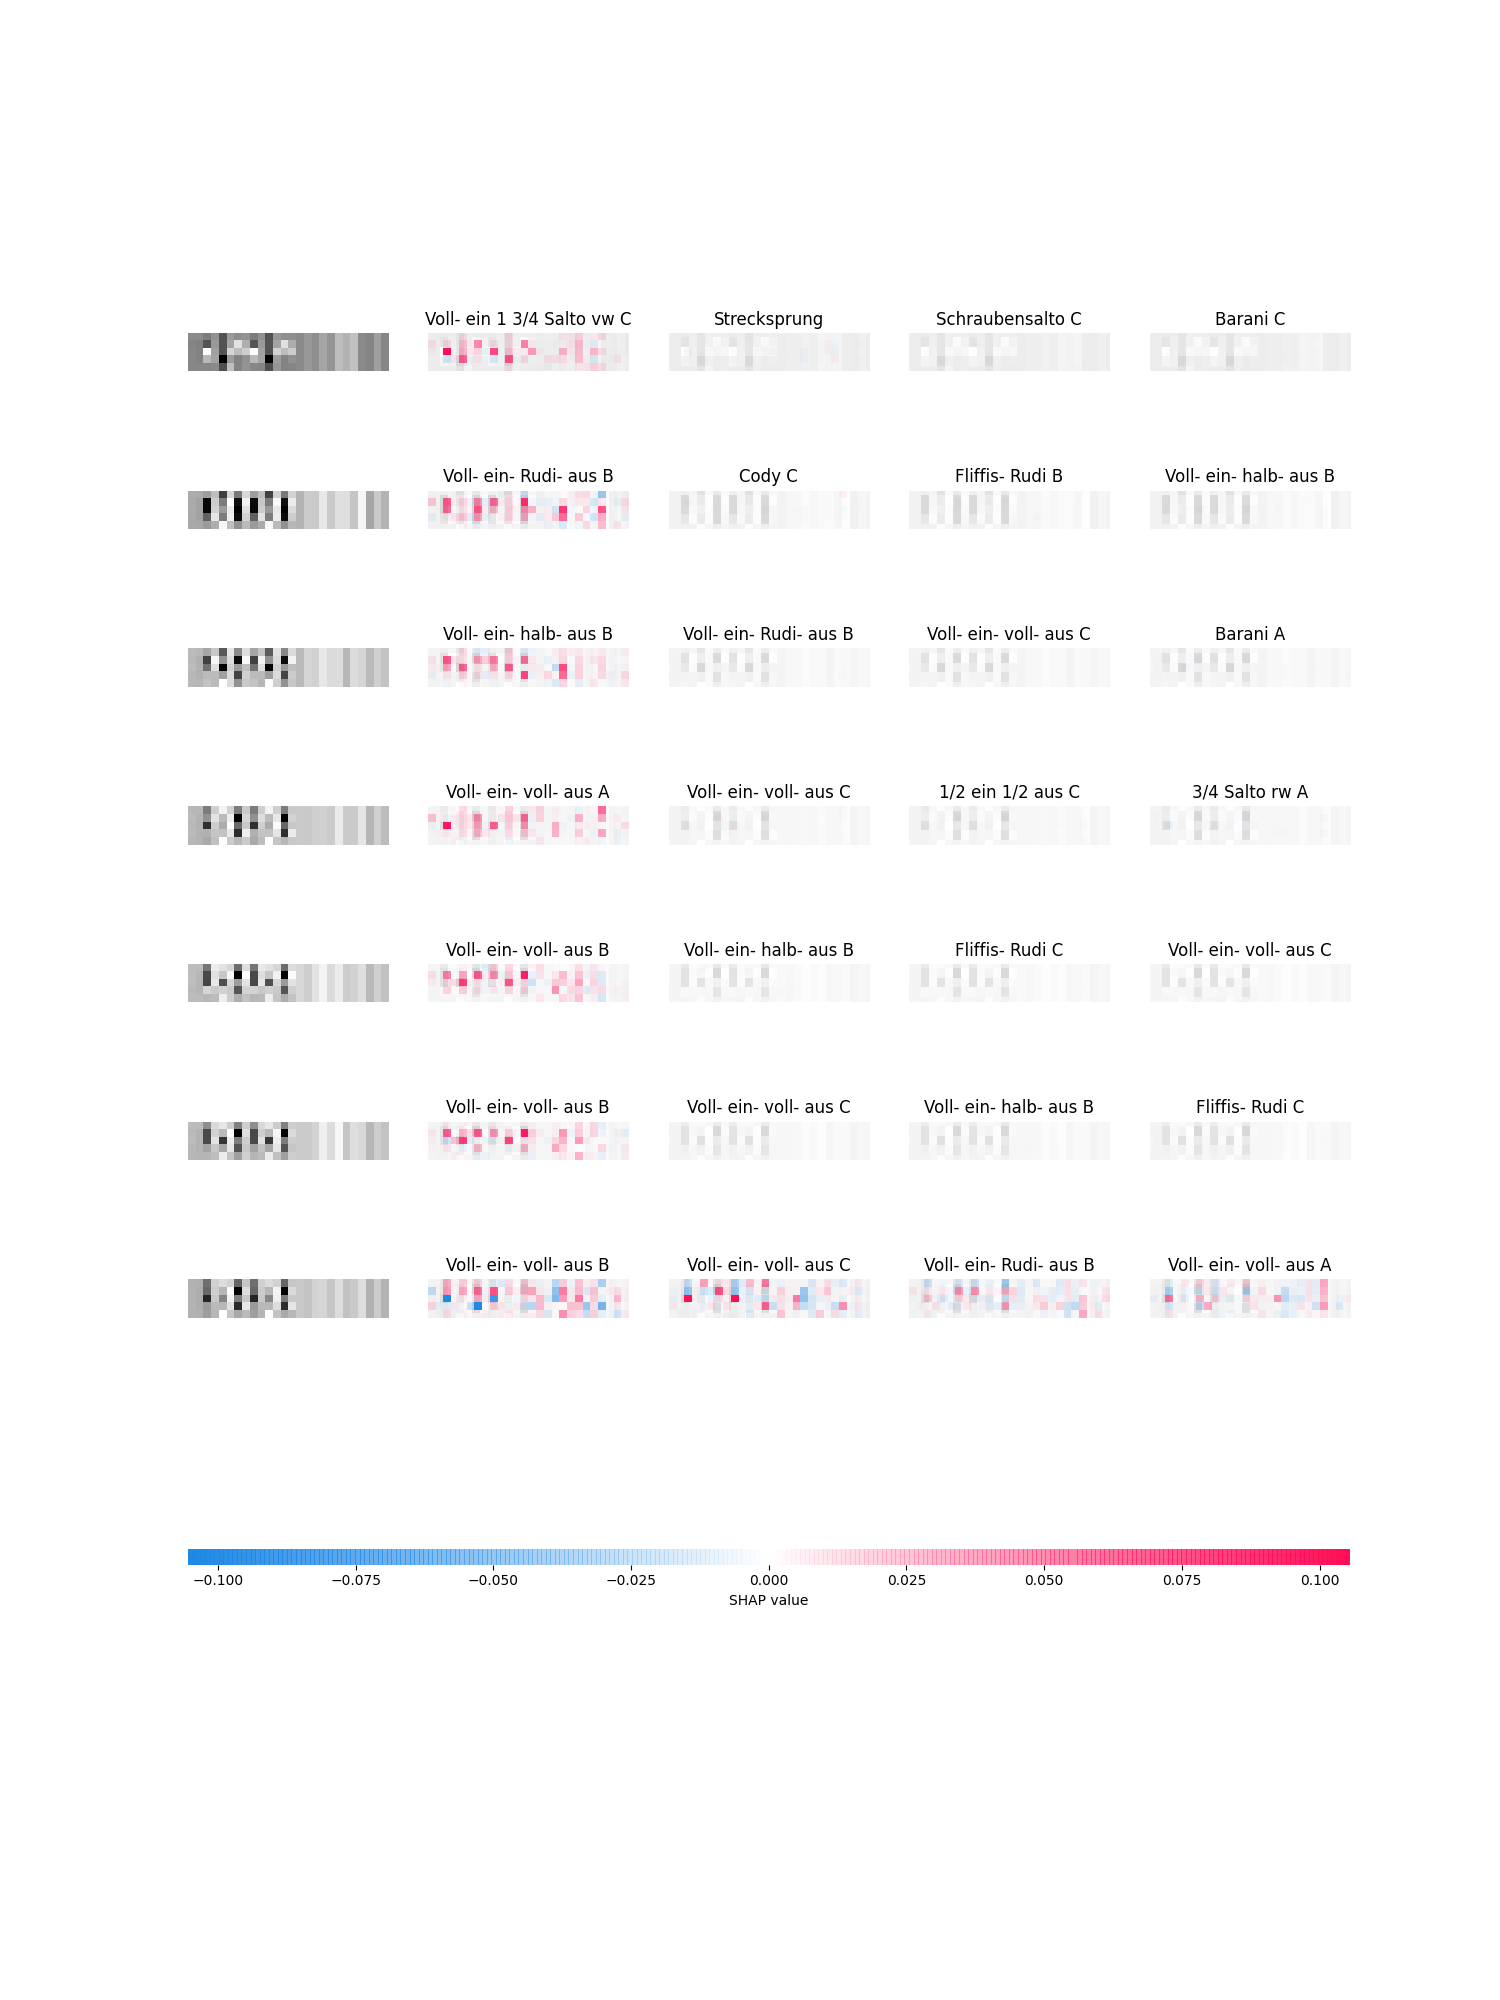 Voll- ein 1 3/4 Salto vw C Strecksprung Schraubensalto C Barani C
Voll- ein- Rudi- aus B Cody C Fliffis- Rudi B Voll- ein- halb- aus B
Voll- ein- halb- aus B Voll- ein- Rudi- aus B Voll- ein- voll- aus C Barani A
Voll- ein- voll- aus A Voll- ein- voll- aus C 1/2 ein 1/2 aus C 3/4 Salto rw A
Voll- ein- voll- aus B Voll- ein- halb- aus B Fliffis- Rudi C Voll- ein- voll- aus C
Voll- ein- voll- aus B Voll- ein- voll- aus C Voll- ein- halb- aus B Fliffis- Rudi C
Voll- ein- voll- aus B Voll- ein- voll- aus C Voll- ein- Rudi- aus B Voll- ein- voll- aus A
−0.100 −0.075 −0.050 −0.025 0.000 0.025 0.050 0.075 0.100
SHAP value